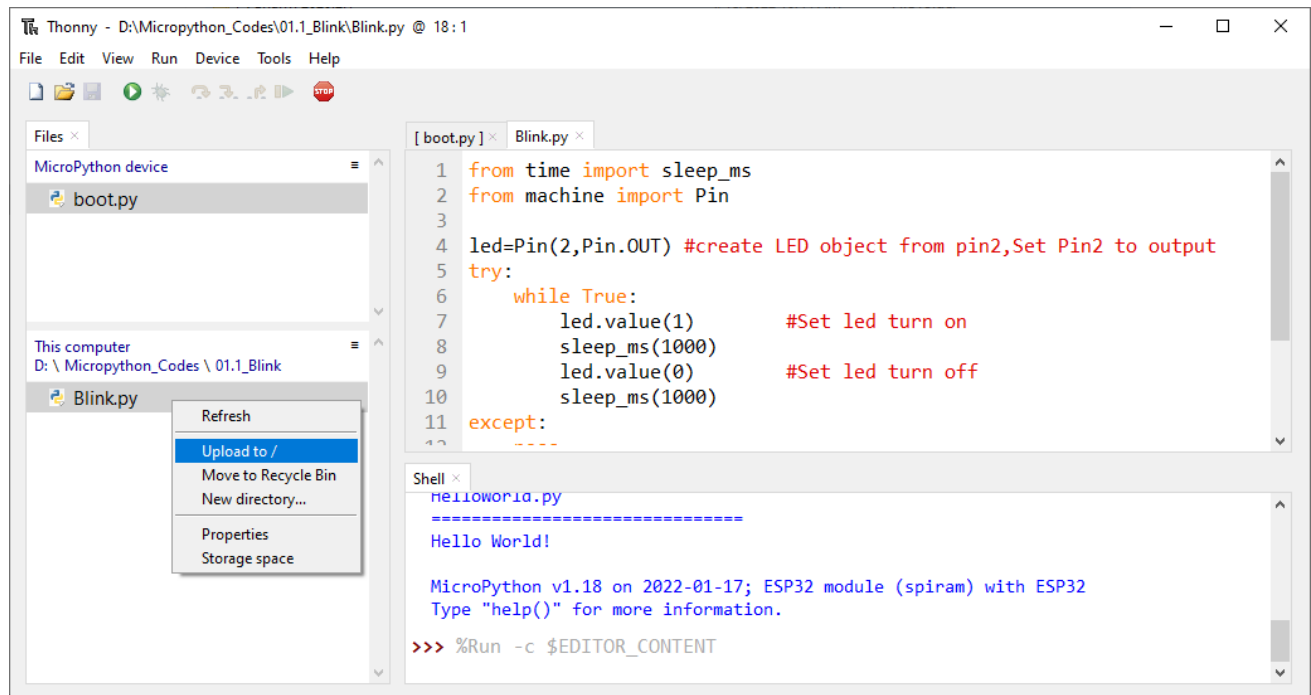 Thonny - D:\Micropython_Codes\01.1_Blink\Blink.py @ 18:1
File Edit View Run Device Tools Help
STOP
Files
MicroPython device
boot.py
This computer
D: \ Micropython_Codes \ 01.1_Blink
Blink.py
Refresh
Upload to /
Move to Recycle Bin
New directory...
Properties
Storage space
[ boot.py ] Blink.py
1 from time import sleep_ms
2 from machine import Pin
3
4 led=Pin(2,Pin.OUT) #create LED object from pin2,Set Pin2 to output
5 try:
6     while True:
7         led.value(1)        #Set led turn on
8         sleep_ms(1000)
9         led.value(0)        #Set led turn off
10         sleep_ms(1000)
11 except:
Shell
HelloWorld.py
===============================
Hello World!
MicroPython v1.18 on 2022-01-17; ESP32 module (spiram) with ESP32
Type "help()" for more information.
>>> %Run -c $EDITOR_CONTENT